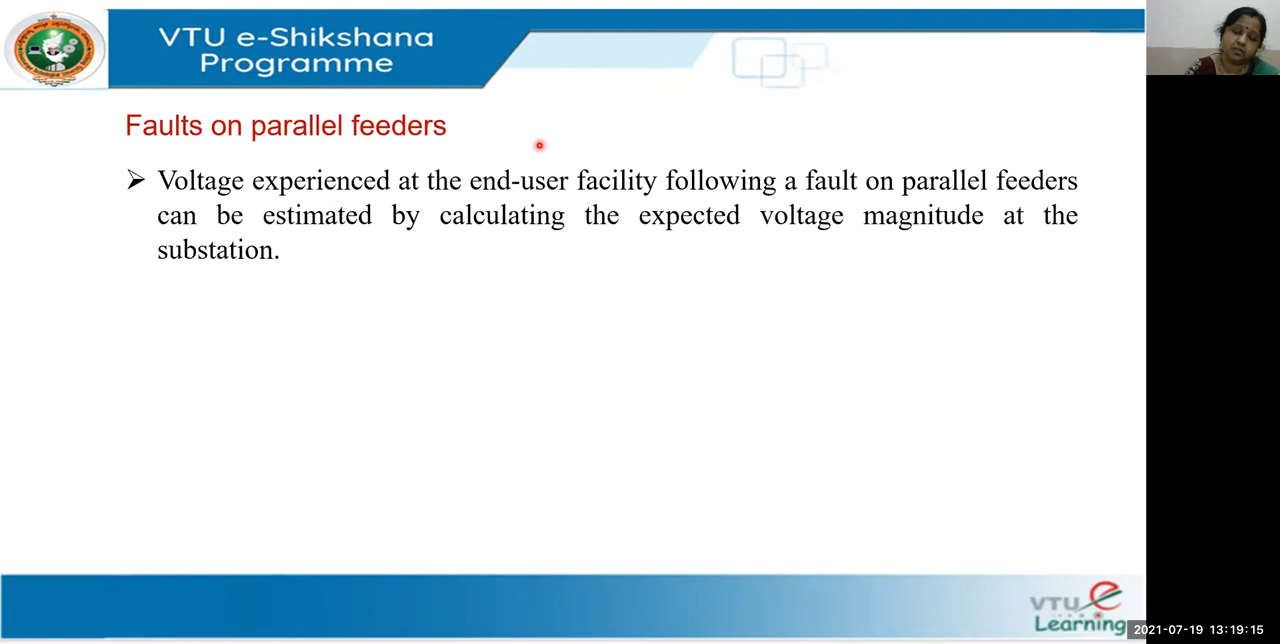 VTU e-Shikshana
Programme
Faults on parallel feeders
➢ Voltage experienced at the end-user facility following a fault on parallel feeders
can be estimated by calculating the expected voltage magnitude at the
substation.
VTU e
Learning
2021-07-19 13:19:15